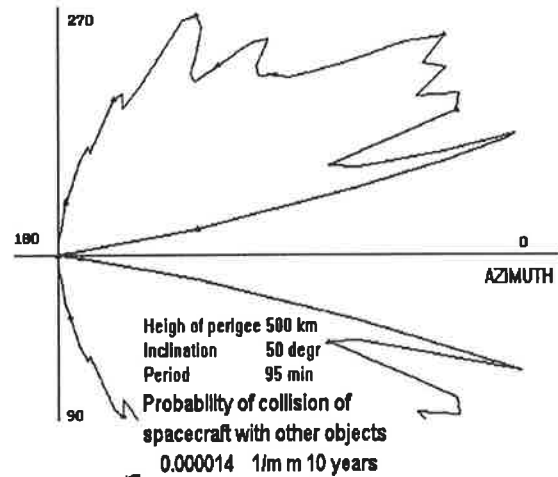 270
180
0
AZIMUTH
Heigh of perigee 500 km
Inclination 50 degr
Period 95 min
90
Probability of collision of
spacecraft with other objects
0.000014 1/m m 10 years